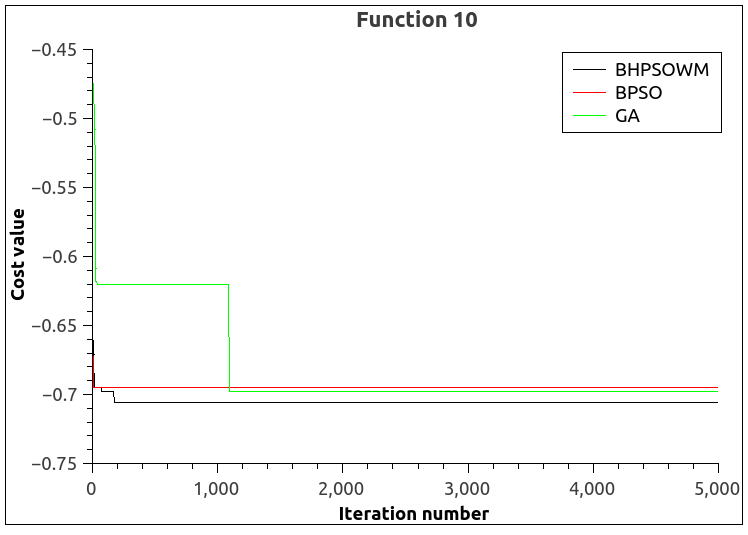 Function 10
BHPSOWM
BPSO
GA
−0.45
−0.5
−0.55
−0.6
−0.65
−0.7
−0.75
Cost value
0
1,000
2,000
3,000
4,000
5,000
Iteration number